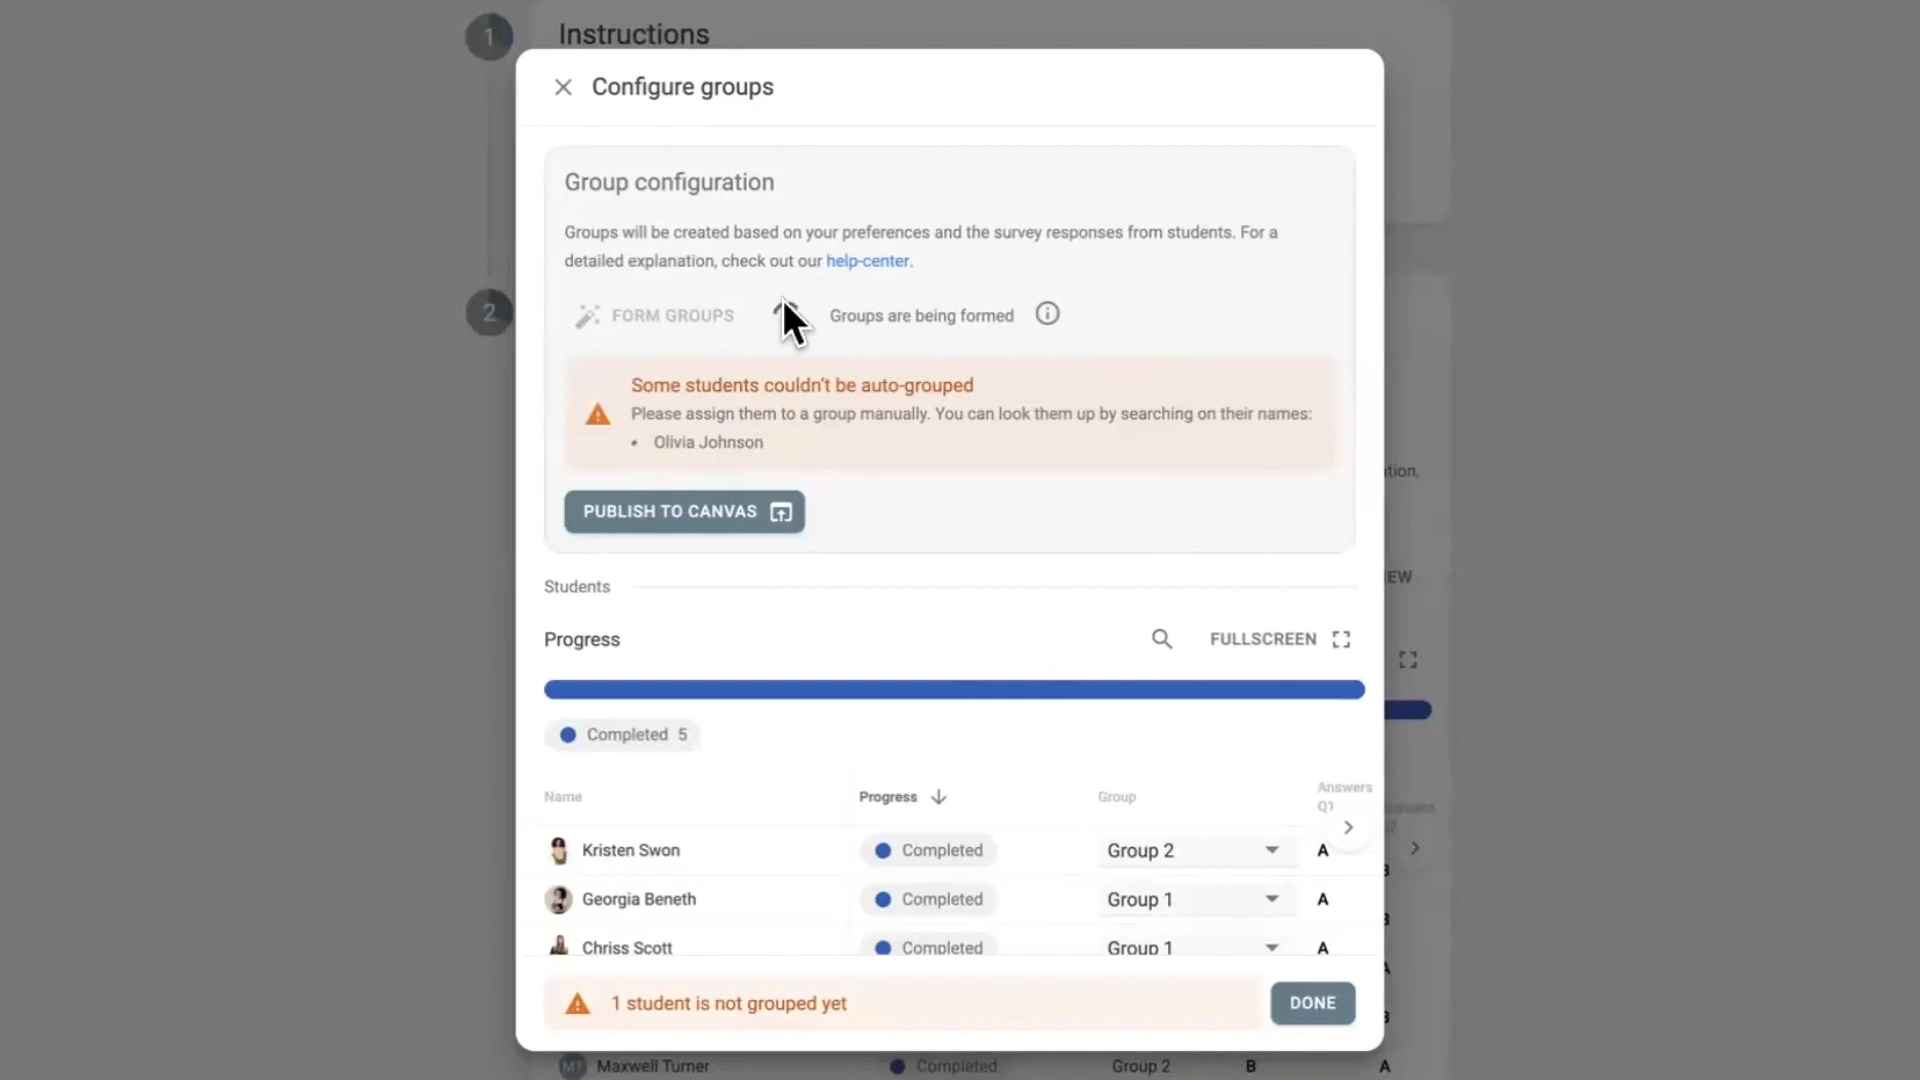 1
Instructions
Configure groups
Group configuration
Groups will be created based on your preferences and the survey responses from students. For a
detailed explanation, check out our help-center.
2
FORM GROUPS
Groups are being formed
Some students couldn't be auto-grouped
Please assign them to a group manually. You can look them up by searching on their names:
• Olivia Johnson
tion,
PUBLISH TO CANVAS
EW
Students
Progress
FULLSCREEN
Completed 5
Name Progress Group Answers Q1
Kristen Swon Completed Group 2 A
Georgia Beneth Completed Group 1 A
Chriss Scott Completed Group 1 A
1 student is not grouped yet
DONE
Maxwell Turner Completed Group 2 B A